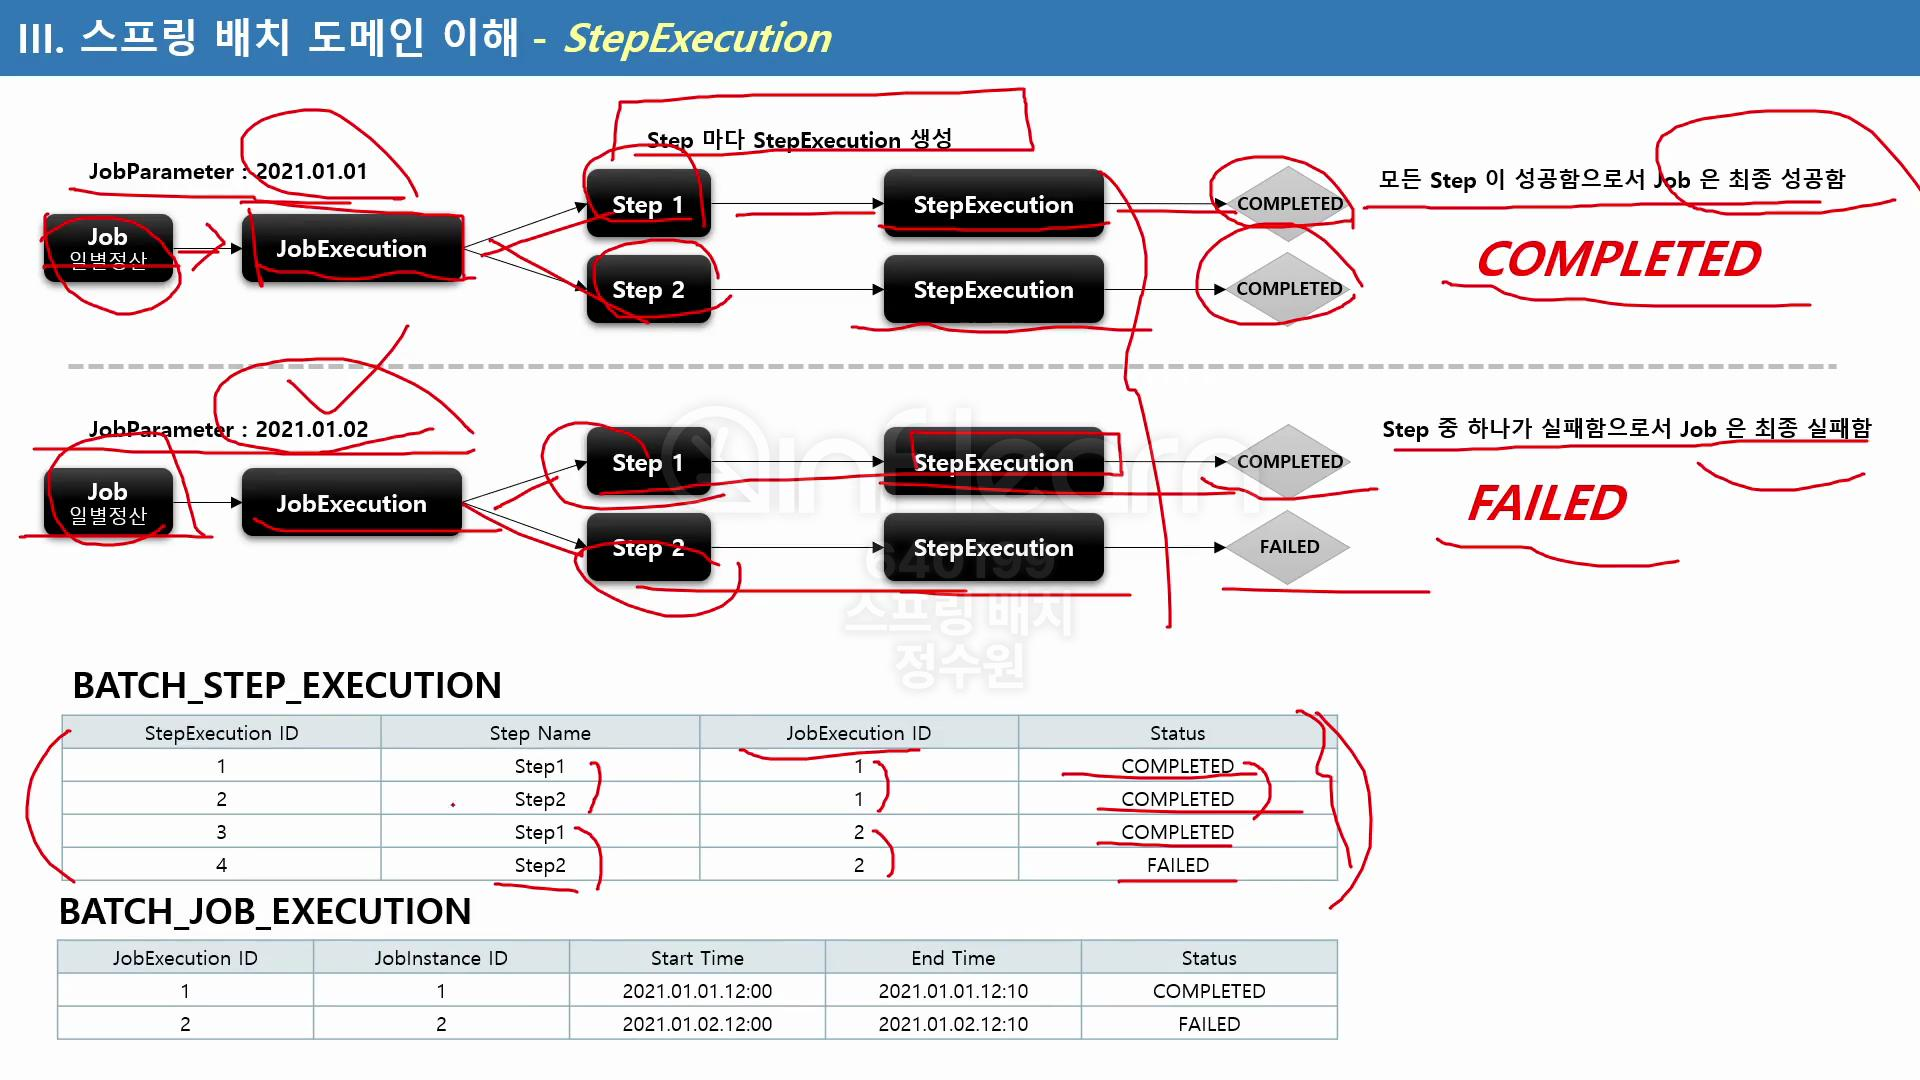 III. 스프링 배치 도메인 이해 - StepExecution
Step 마다 StepExecution 생성
JobParameter : 2021.01.01
Job
일별정산
JobExecution
Step 1
StepExecution
COMPLETED
Step 2
StepExecution
COMPLETED
모든 Step 이 성공함으로서 Job 은 최종 성공함
COMPLETED
JobParameter : 2021.01.02
Job
일별정산
JobExecution
Step 1
StepExecution
COMPLETED
Step 2
StepExecution
FAILED
Step 중 하나가 실패함으로서 Job 은 최종 실패함
FAILED
inflearn
640199
스프링 배치
정수원
BATCH_STEP_EXECUTION
StepExecution ID Step Name JobExecution ID Status
1 Step1 1 COMPLETED
2 Step2 1 COMPLETED
3 Step1 2 COMPLETED
4 Step2 2 FAILED
BATCH_JOB_EXECUTION
JobExecution ID JobInstance ID Start Time End Time Status
1 1 2021.01.01.12:00 2021.01.01.12:10 COMPLETED
2 2 2021.01.02.12:00 2021.01.02.12:10 FAILED